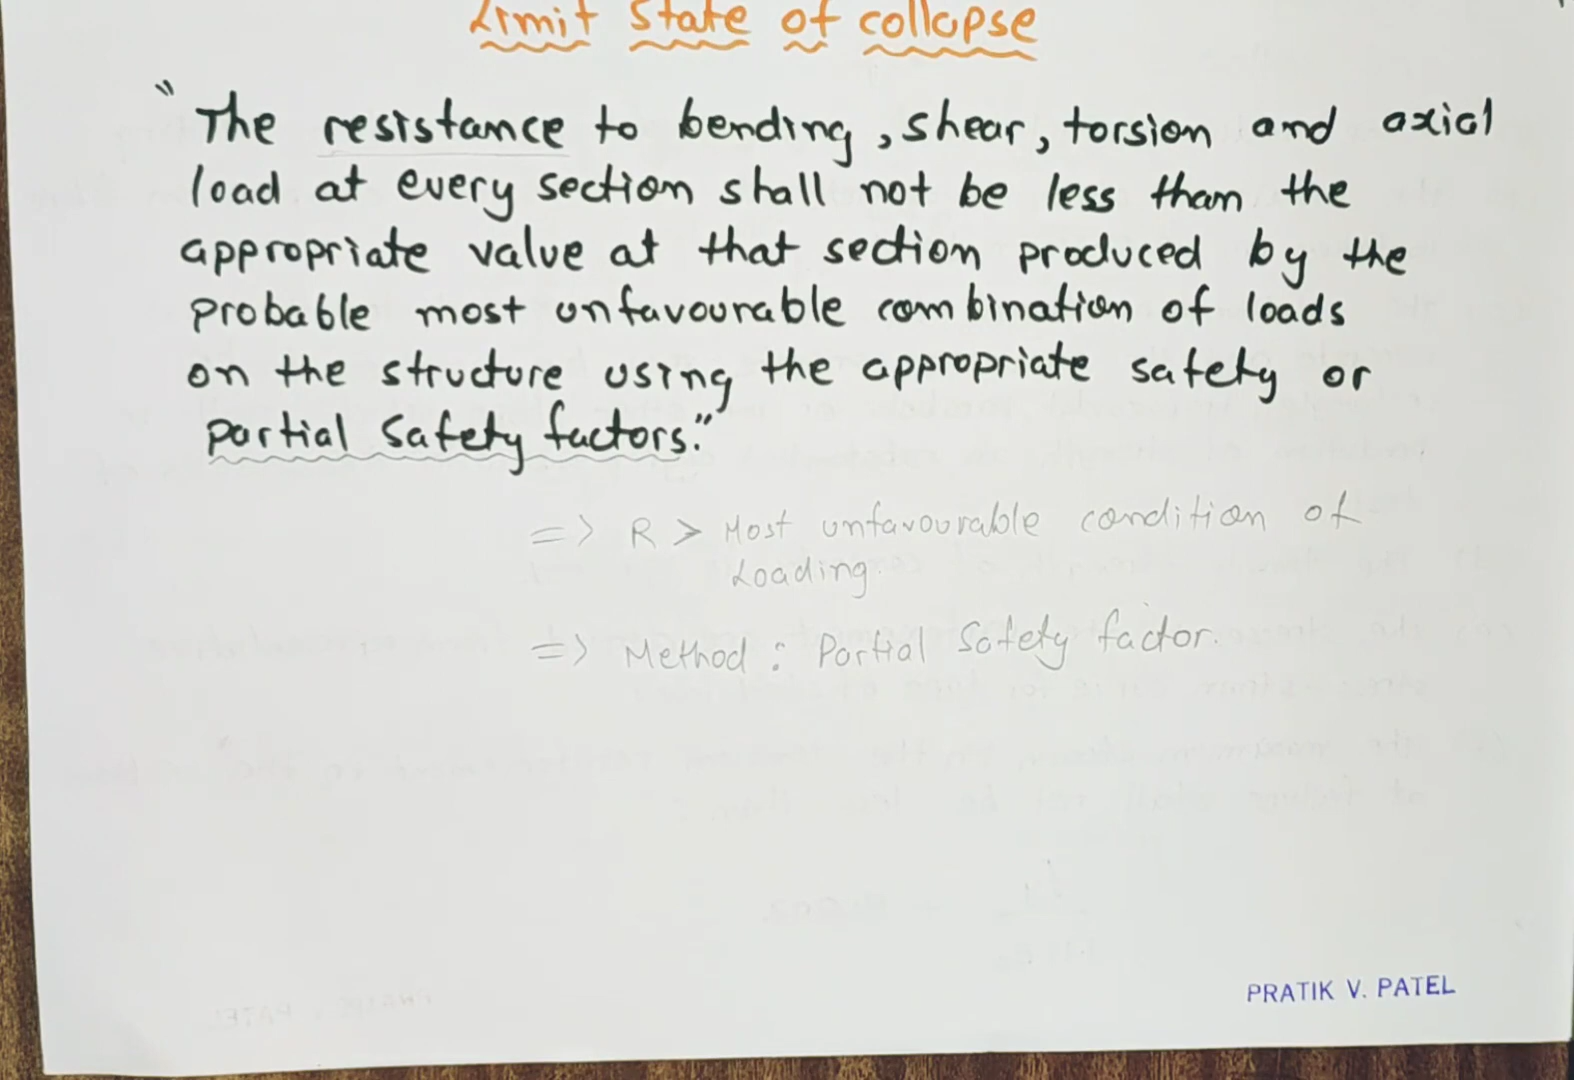 Limit State of collapse
"The resistance to bending, shear, torsion and axial
load at every section shall not be less than the
appropriate value at that section produced by the
probable most unfavourable combination of loads
on the structure using the appropriate safety or
partial safety factors."
=> R > Most unfavourable condition of
Loading.
=> Method : Partial Safety factor.
PRATIK V. PATEL